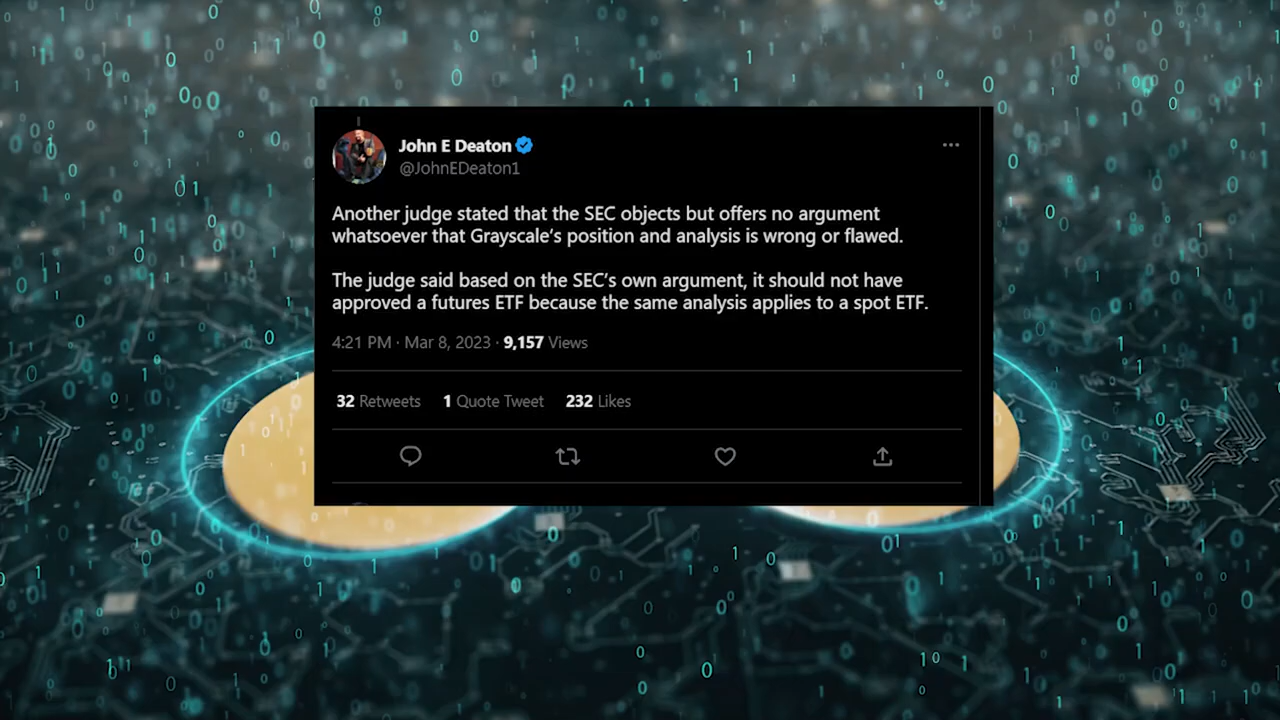 John E Deaton
@JohnEDeaton1
Another judge stated that the SEC objects but offers no argument
whatsoever that Grayscale‘s position and analysis is wrong or flawed.
The judge said based on the SEC’s own argument, it should not have
approved a futures ETF because the same analysis applies to a spot ETF.
4:21 PM · Mar 8, 2023 · 9,157 Views
32 Retweets 1 Quote Tweet 232 Likes